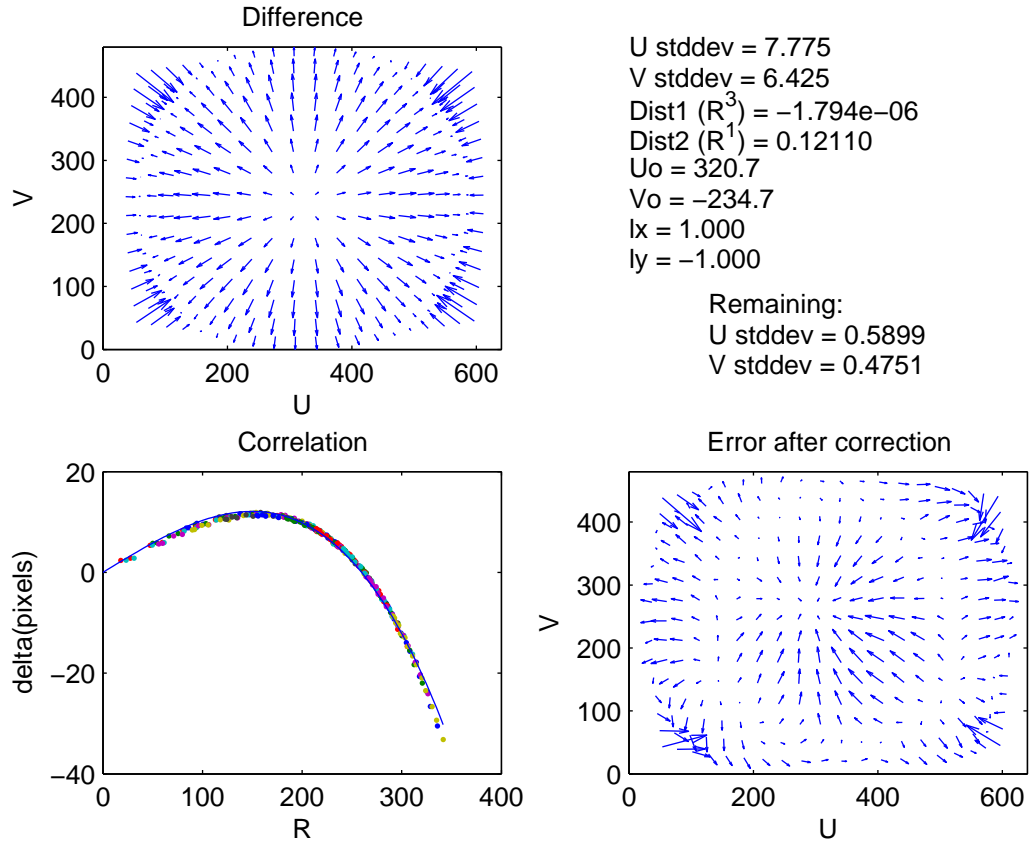 Difference
V
400
300
200
100
0
0 200 400 600
U
U stddev = 7.775
V stddev = 6.425
Dist1 (R^3) = −1.794e−06
Dist2 (R^1) = 0.12110
Uo = 320.7
Vo = −234.7
lx = 1.000
ly = −1.000
Remaining:
U stddev = 0.5899
V stddev = 0.4751
Correlation
delta(pixels)
20
0
−20
−40
0 100 200 300 400
R
Error after correction
V
400
300
200
100
0
0 200 400 600
U